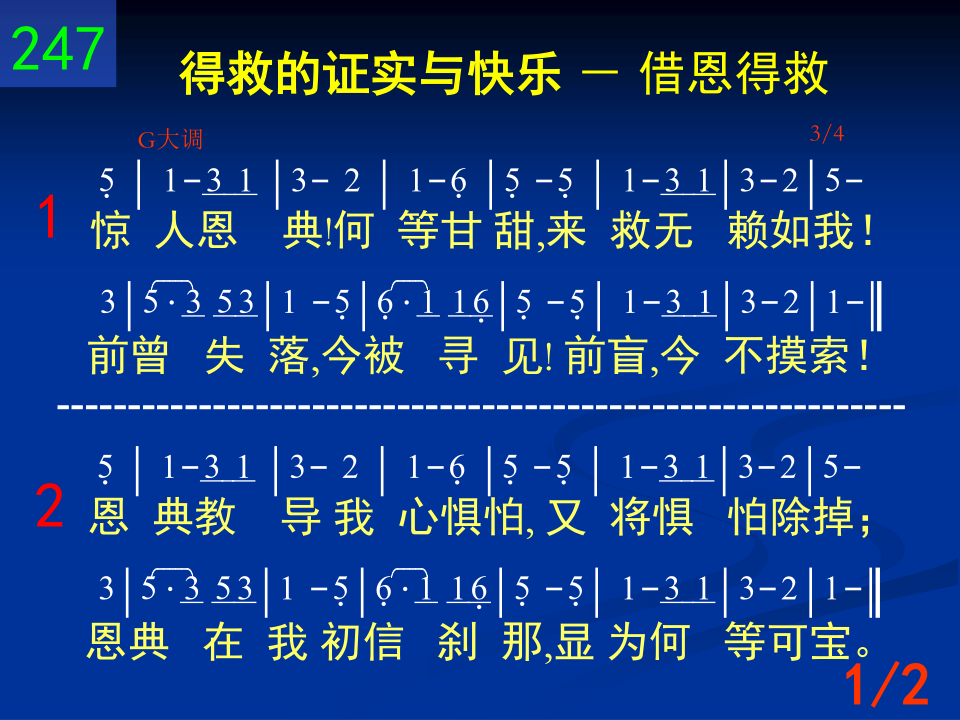 247
得救的证实与快乐 － 借恩得救
G大调 3/4
5̣ | 1-3 1 |3- 2 | 1-6̣ |5̣ -5̣ | 1-3 1|3-2|5-
1
惊 人恩 典!何 等甘 甜,来 救无 赖如我！
3|5·3 53|1 -5̣|6̣·1 16̣|5̣ -5̣| 1-3 1|3-2|1-‖
前曾 失 落,今被 寻 见! 前盲,今 不摸索！
------------------------------------------------------------
5̣ | 1-3 1 |3- 2 | 1-6̣ |5̣ -5̣ | 1-3 1|3-2|5-
2
恩 典教 导 我 心惧怕, 又 将惧 怕除掉；
3|5·3 53|1 -5̣|6̣·1 16̣|5̣ -5̣| 1-3 1|3-2|1-‖
恩典 在 我 初信 刹 那,显 为何 等可宝。
1/2